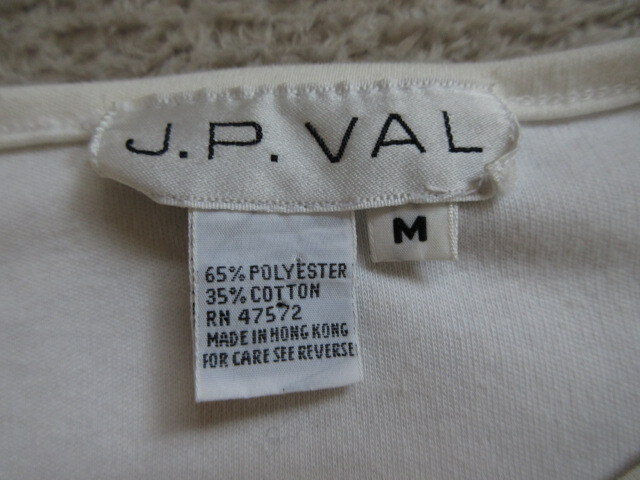 J.P. VAL
M
65% POLYESTER
35% COTTON
RN 47572
MADE IN HONG KONG
FOR CARE SEE REVERSE